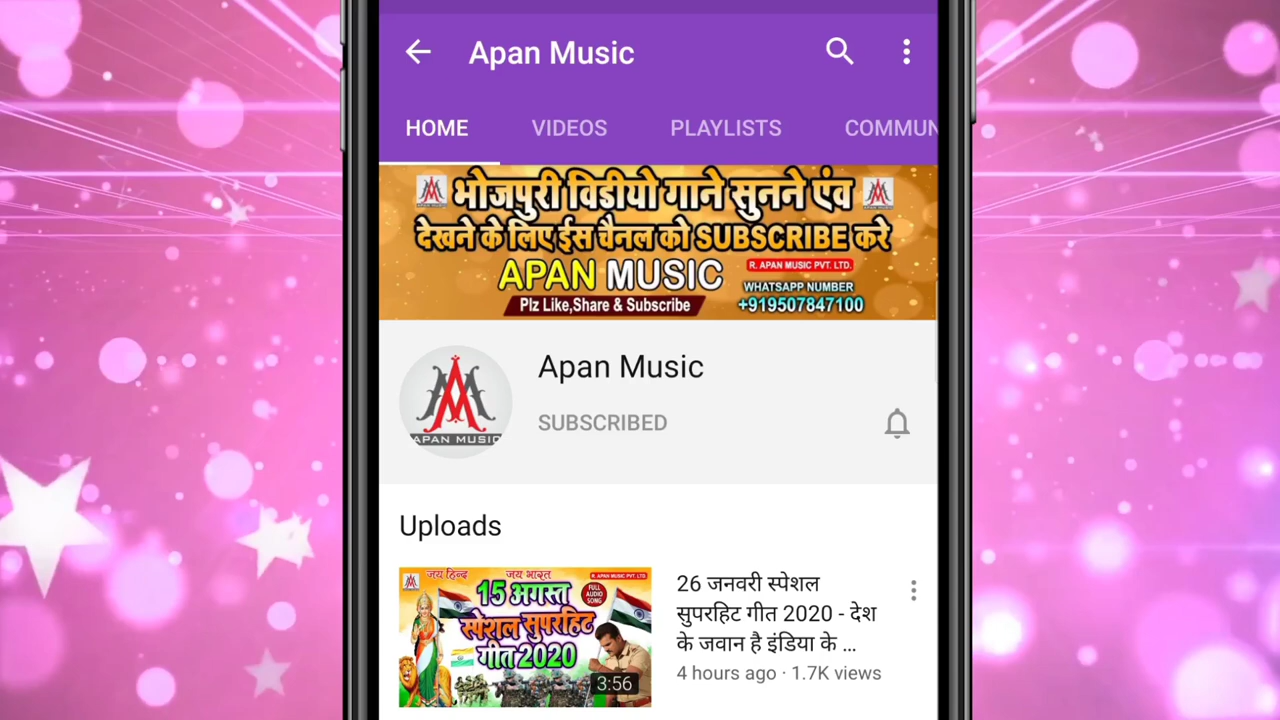 Apan Music
HOME VIDEOS PLAYLISTS COMMUN
भोजपुरी विडीयो गाने सुनने एंव
देखने के लिए ईस चैनल को SUBSCRIBE करे
APAN MUSIC
R. APAN MUSIC PVT. LTD.
Plz Like,Share & Subscribe
WHATSAPP NUMBER
+919507847100
Apan Music
SUBSCRIBED
APAN MUSIC
Uploads
जय हिन्द जय भारत
R. APAN MUSIC PVT. LTD
15 अगस्त
FULL
AUDIO
SONG
स्पेशल सुपरहिट
गीत 2020
3:56
26 जनवरी स्पेशल
सुपरहिट गीत 2020 - देश
के जवान है इंडिया के ...
4 hours ago · 1.7K views